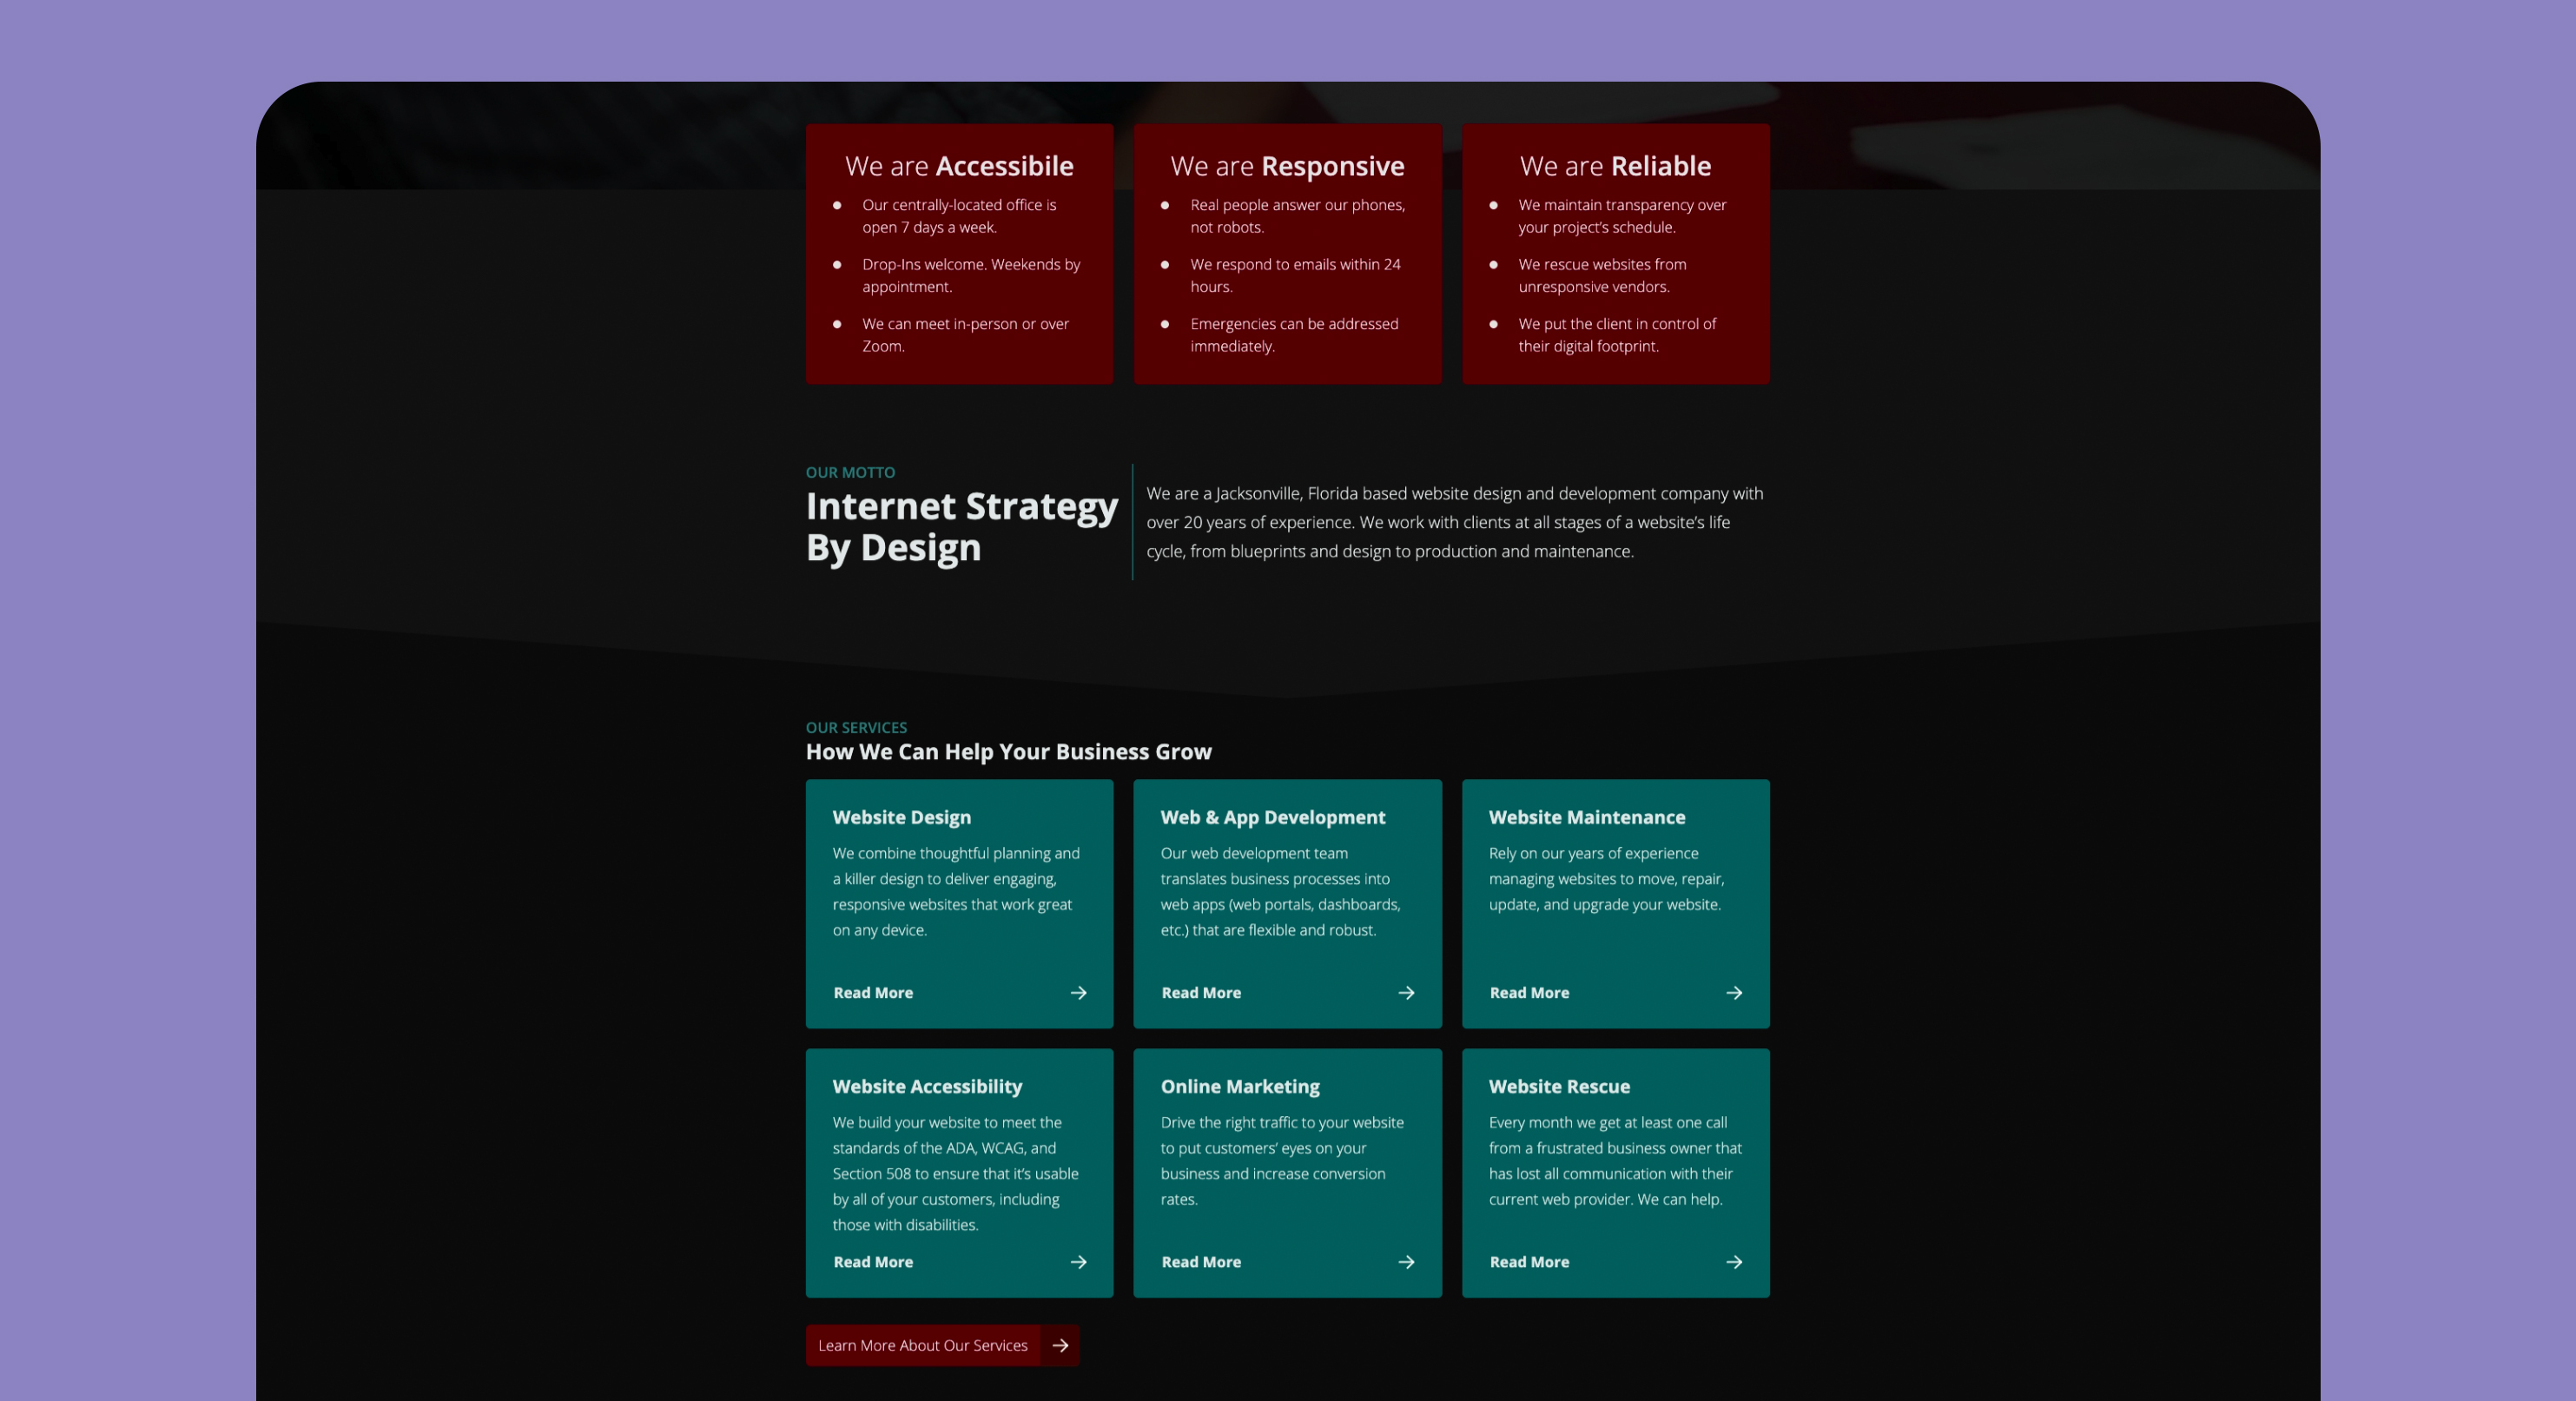 We are Accessibile
Our centrally-located office is
open 7 days a week.
Drop-Ins welcome. Weekends by
appointment.
We can meet in-person or over
Zoom.
We are Responsive
Real people answer our phones,
not robots.
We respond to emails within 24
hours.
Emergencies can be addressed
immediately.
We are Reliable
We maintain transparency over
your project’s schedule.
We rescue websites from
unresponsive vendors.
We put the client in control of
their digital footprint.
OUR MOTTO
Internet Strategy
By Design
We are a Jacksonville, Florida based website design and development company with
over 20 years of experience. We work with clients at all stages of a website’s life
cycle, from blueprints and design to production and maintenance.
OUR SERVICES
How We Can Help Your Business Grow
Website Design
We combine thoughtful planning and
a killer design to deliver engaging,
responsive websites that work great
on any device.
Read More
Web & App Development
Our web development team
translates business processes into
web apps (web portals, dashboards,
etc.) that are flexible and robust.
Read More
Website Maintenance
Rely on our years of experience
managing websites to move, repair,
update, and upgrade your website.
Read More
Website Accessibility
We build your website to meet the
standards of the ADA, WCAG, and
Section 508 to ensure that it’s usable
by all of your customers, including
those with disabilities.
Read More
Online Marketing
Drive the right traffic to your website
to put customers’ eyes on your
business and increase conversion
rates.
Read More
Website Rescue
Every month we get at least one call
from a frustrated business owner that
has lost all communication with their
current web provider. We can help.
Read More
Learn More About Our Services